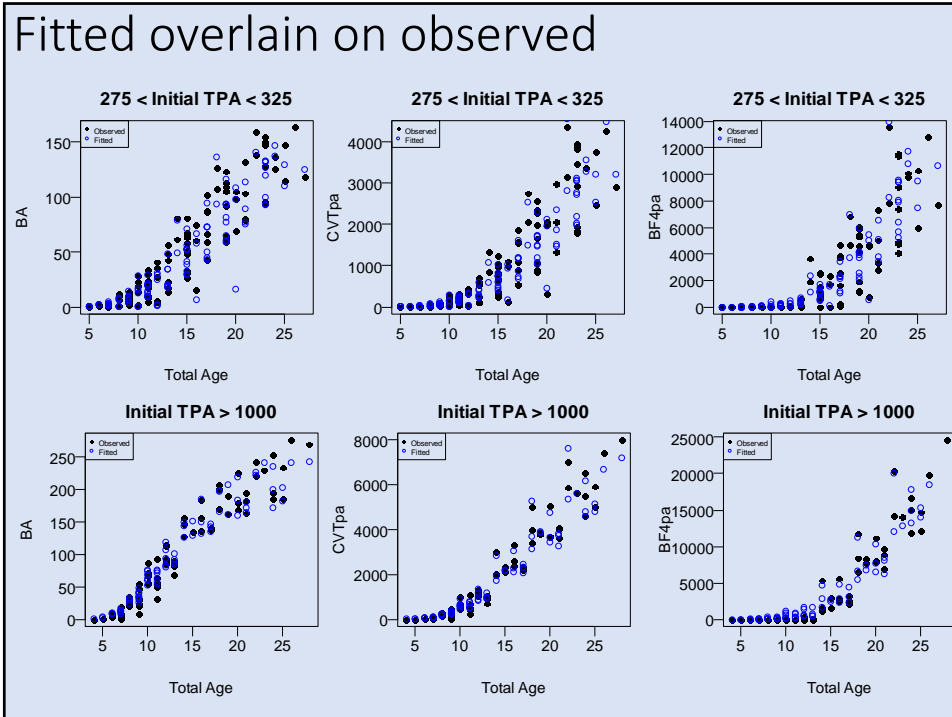 Fitted overlain on observed
275 < Initial TPA < 325
Observed
Fitted
BA
0
50
100
150
5 10 15 20 25
Total Age
275 < Initial TPA < 325
Observed
Fitted
CVTpa
0
1000
2000
3000
4000
5 10 15 20 25
Total Age
275 < Initial TPA < 325
Observed
Fitted
BF4pa
0
2000
4000
6000
8000
10000
12000
14000
5 10 15 20 25
Total Age
Initial TPA > 1000
Observed
Fitted
BA
0
50
100
150
200
250
5 10 15 20 25
Total Age
Initial TPA > 1000
Observed
Fitted
CVTpa
0
2000
4000
6000
8000
5 10 15 20 25
Total Age
Initial TPA > 1000
Observed
Fitted
BF4pa
0
5000
10000
15000
20000
25000
5 10 15 20 25
Total Age